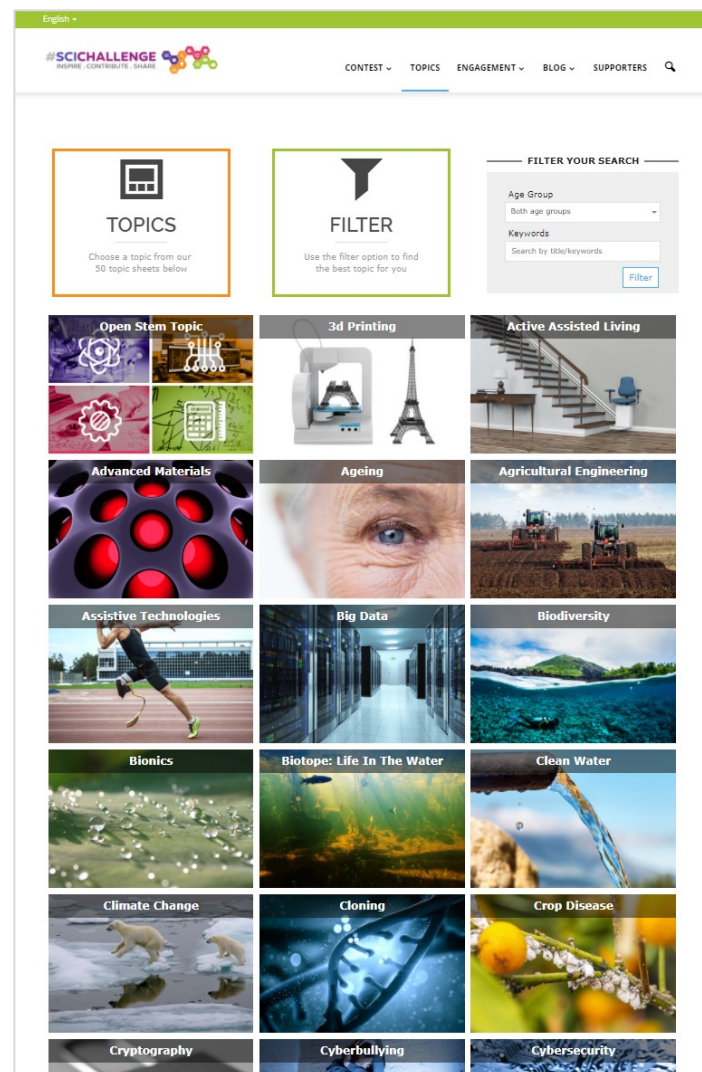 English
#SCICHALLENGE
INSPIRE . CONTRIBUTE . SHARE
CONTEST TOPICS ENGAGEMENT BLOG SUPPORTERS
TOPICS
Choose a topic from our
50 topic sheets below
FILTER
Use the filter option to find
the best topic for you
FILTER YOUR SEARCH
Age Group
Both age groups
Keywords
Search by title/keywords
Filter
Open Stem Topic
3d Printing
Active Assisted Living
Advanced Materials
Ageing
Agricultural Engineering
Assistive Technologies
Big Data
Biodiversity
Bionics
Biotope: Life In The Water
Clean Water
Climate Change
Cloning
Crop Disease
Cryptography
Cyberbullying
Cybersecurity